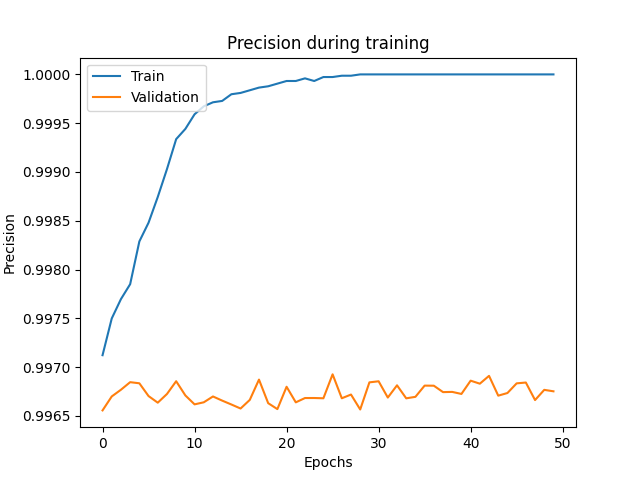 Precision during training
Train
Validation
Precision
1.0000
0.9995
0.9990
0.9985
0.9980
0.9975
0.9970
0.9965
0 10 20 30 40 50
Epochs